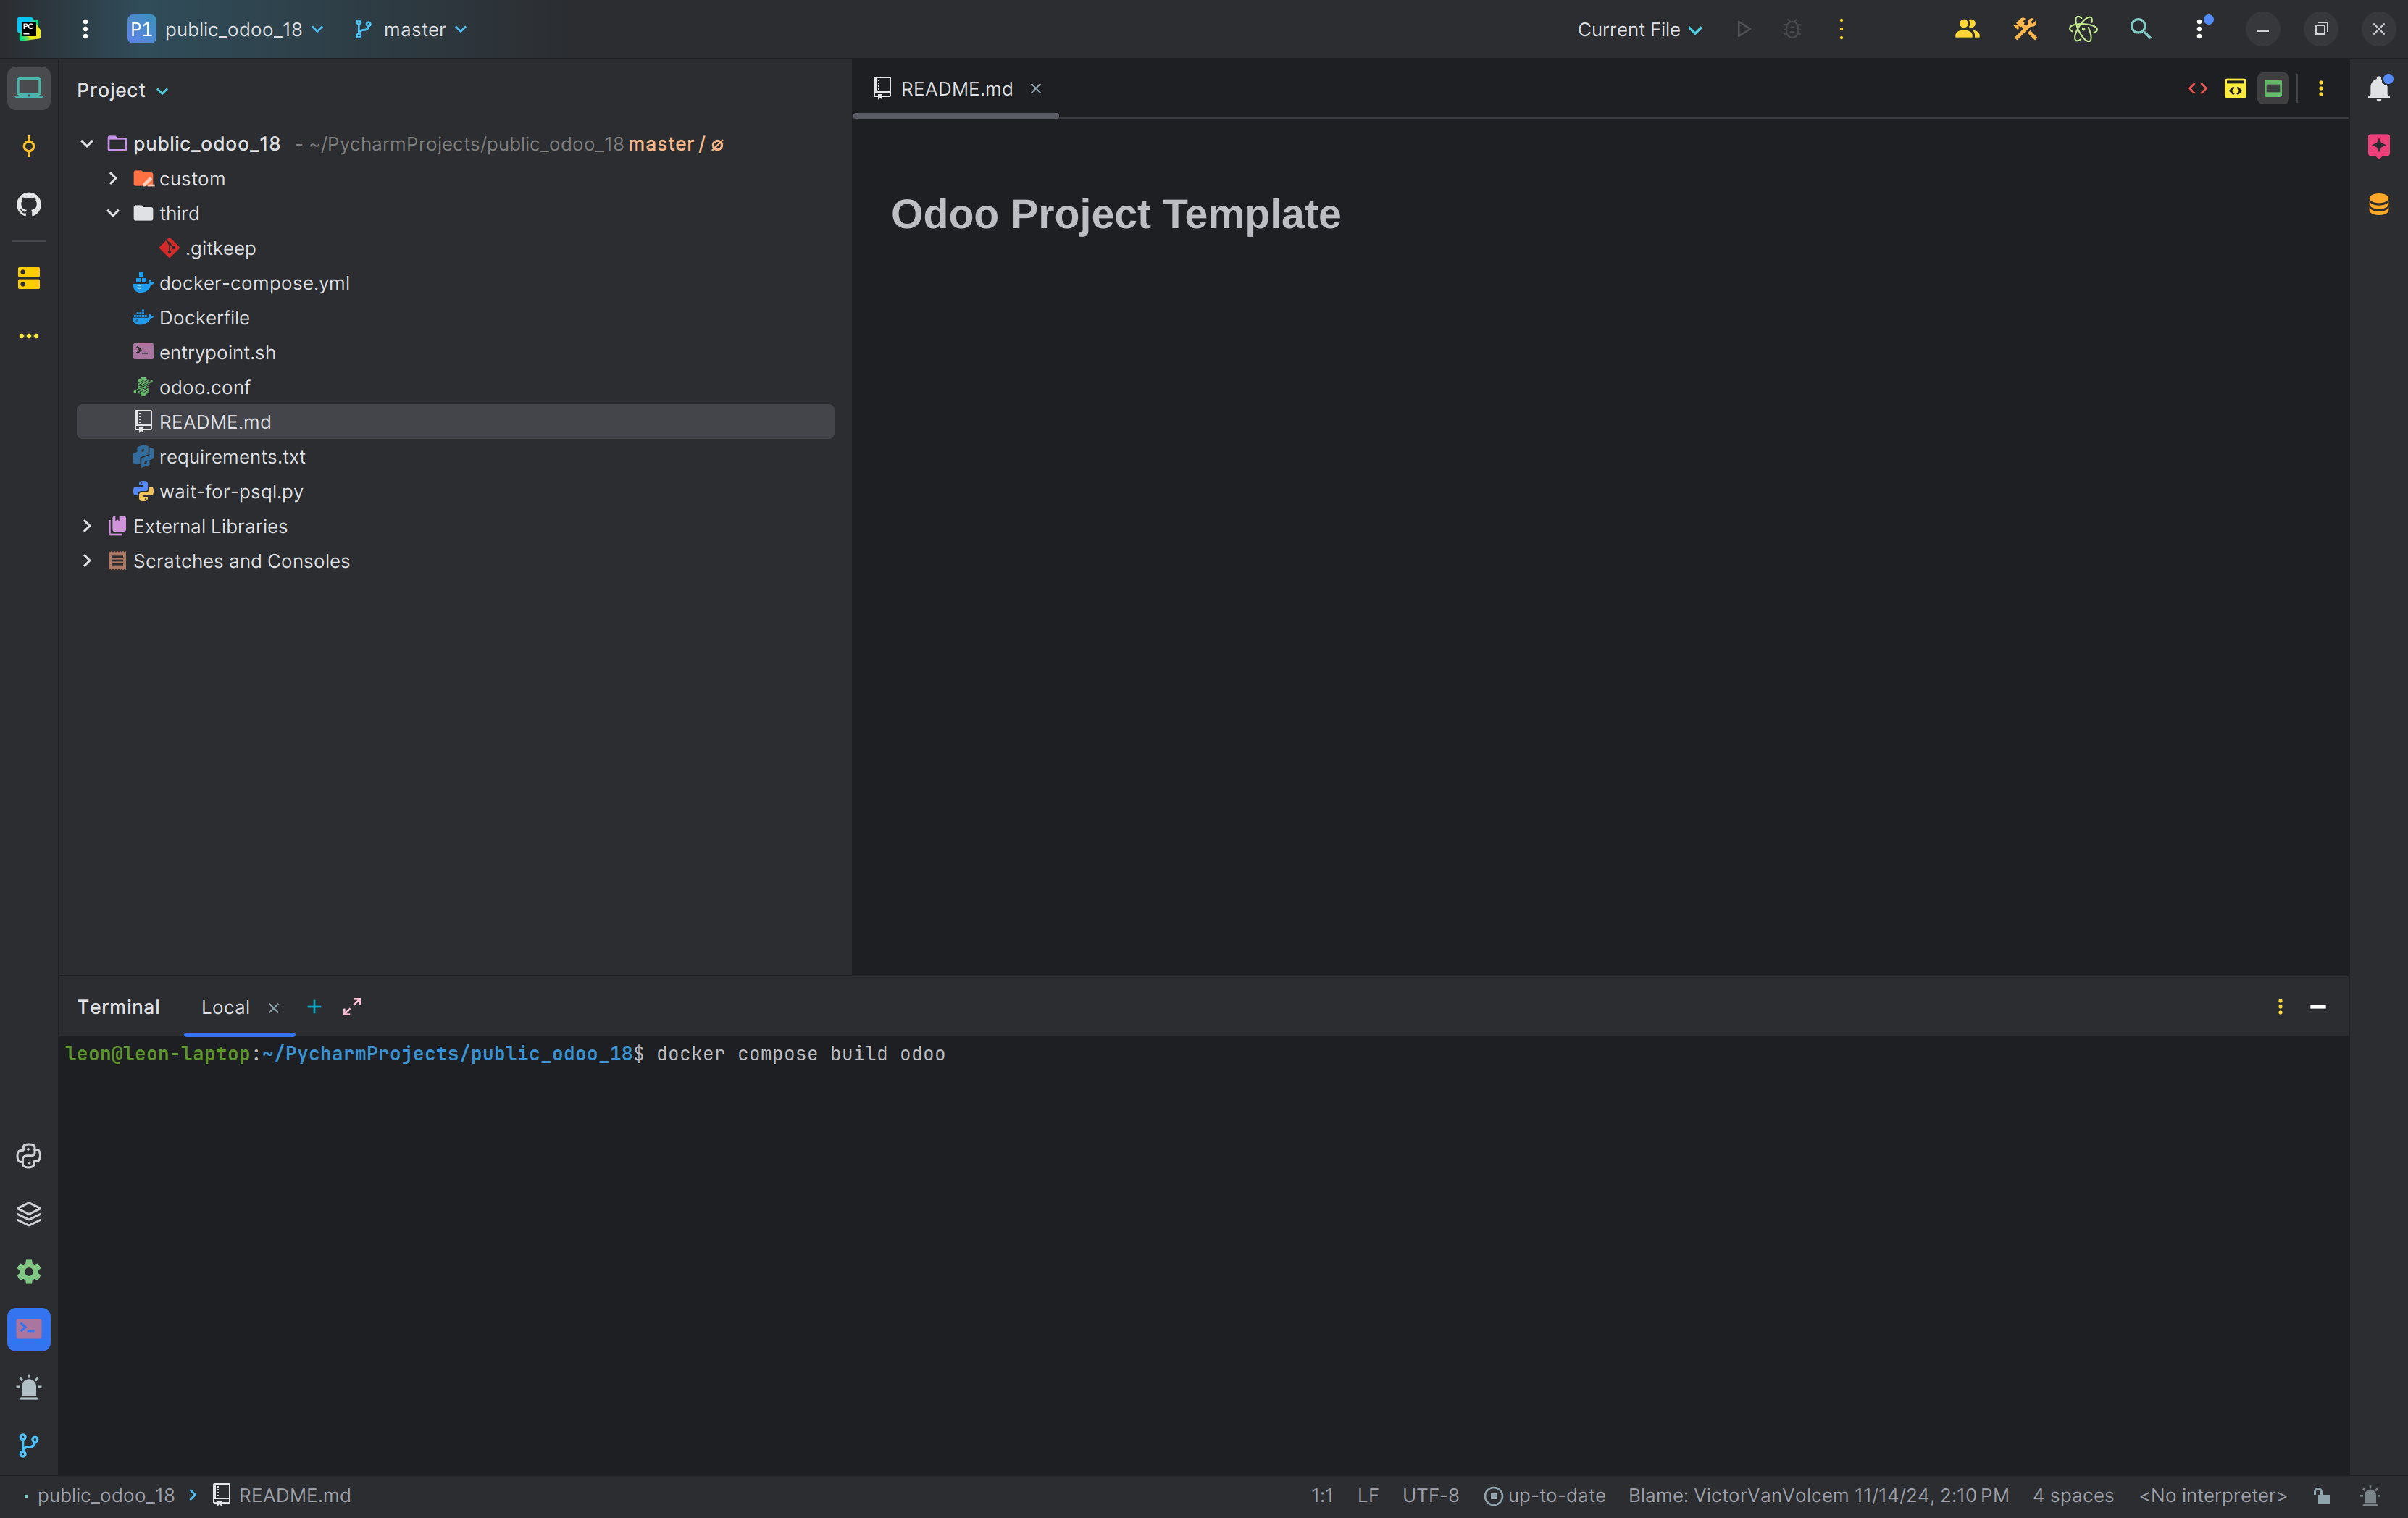 PC
P1 public_odoo_18 master Current File
Project
README.md
public_odoo_18 - ~/PycharmProjects/public_odoo_18 master / ∅
custom
third
.gitkeep
docker-compose.yml
Dockerfile
entrypoint.sh
odoo.conf
README.md
requirements.txt
wait-for-psql.py
External Libraries
Scratches and Consoles
Odoo Project Template
Terminal Local
leon@leon-laptop:~/PycharmProjects/public_odoo_18$ docker compose build odoo
public_odoo_18 > README.md 1:1 LF UTF-8 up-to-date Blame: VictorVanVolcem 11/14/24, 2:10 PM 4 spaces <No interpreter>